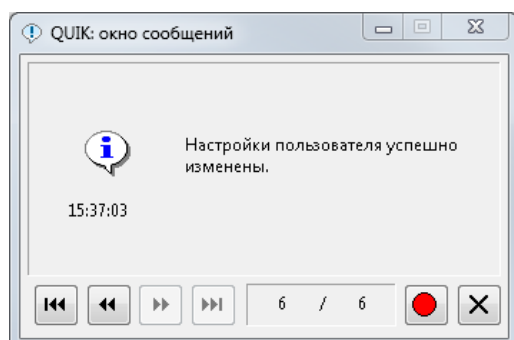 QUIK: окно сообщений
Настройки пользователя успешно
изменены.
15:37:03
6 / 6